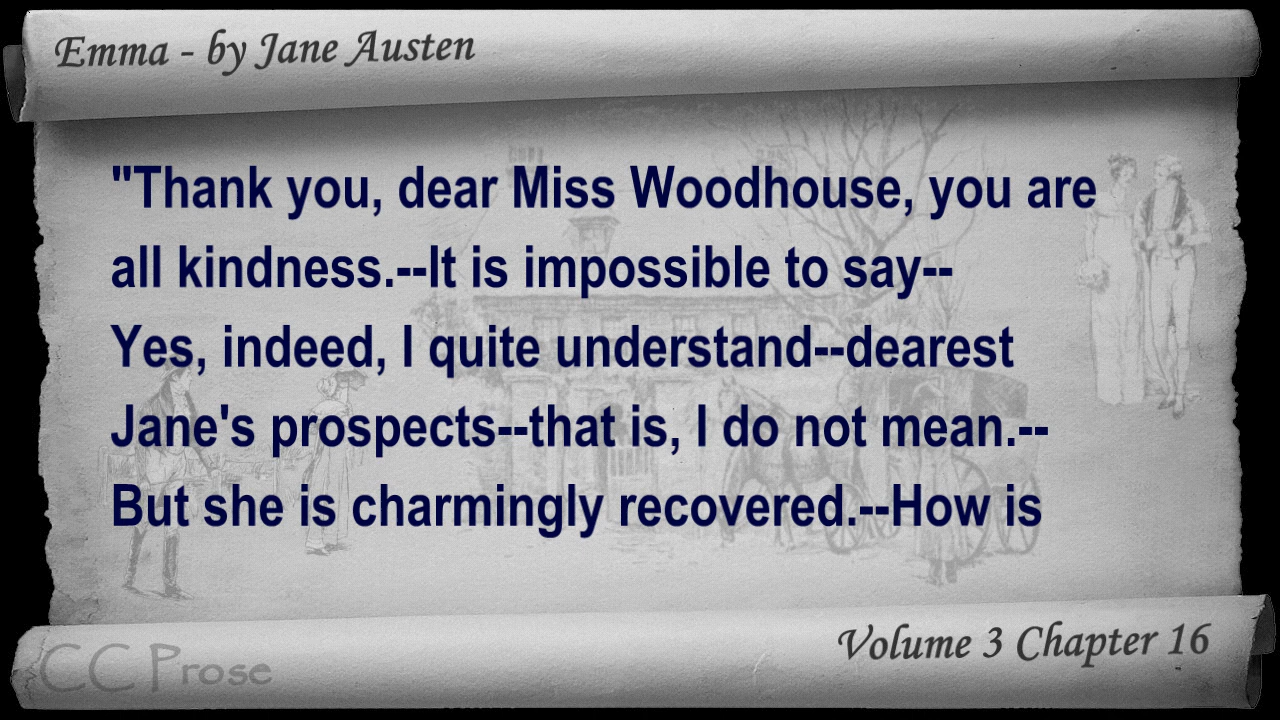 Emma - by Jane Austen
"Thank you, dear Miss Woodhouse, you are
all kindness.--It is impossible to say--
Yes, indeed, I quite understand--dearest
Jane's prospects--that is, I do not mean.--
But she is charmingly recovered.--How is
Volume 3 Chapter 16
CC Prose